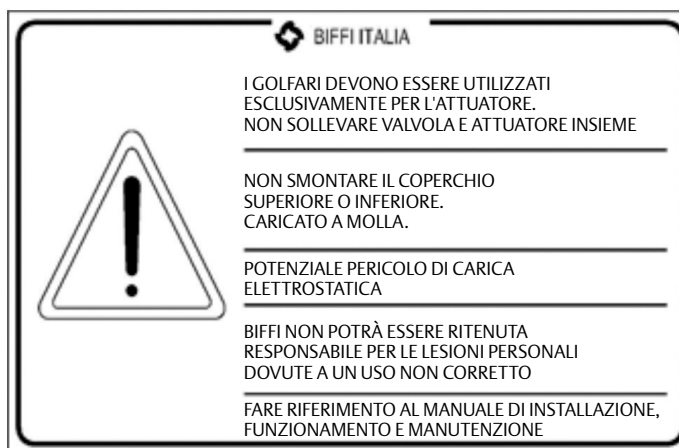 BIFFI ITALIA
I GOLFARI DEVONO ESSERE UTILIZZATI
ESCLUSIVAMENTE PER L'ATTUATORE.
NON SOLLEVARE VALVOLA E ATTUATORE INSIEME
NON SMONTARE IL COPERCHIO
SUPERIORE O INFERIORE.
CARICATO A MOLLA.
POTENZIALE PERICOLO DI CARICA
ELETTROSTATICA
BIFFI NON POTRÀ ESSERE RITENUTA
RESPONSABILE PER LE LESIONI PERSONALI
DOVUTE A UN USO NON CORRETTO
FARE RIFERIMENTO AL MANUALE DI INSTALLAZIONE,
FUNZIONAMENTO E MANUTENZIONE